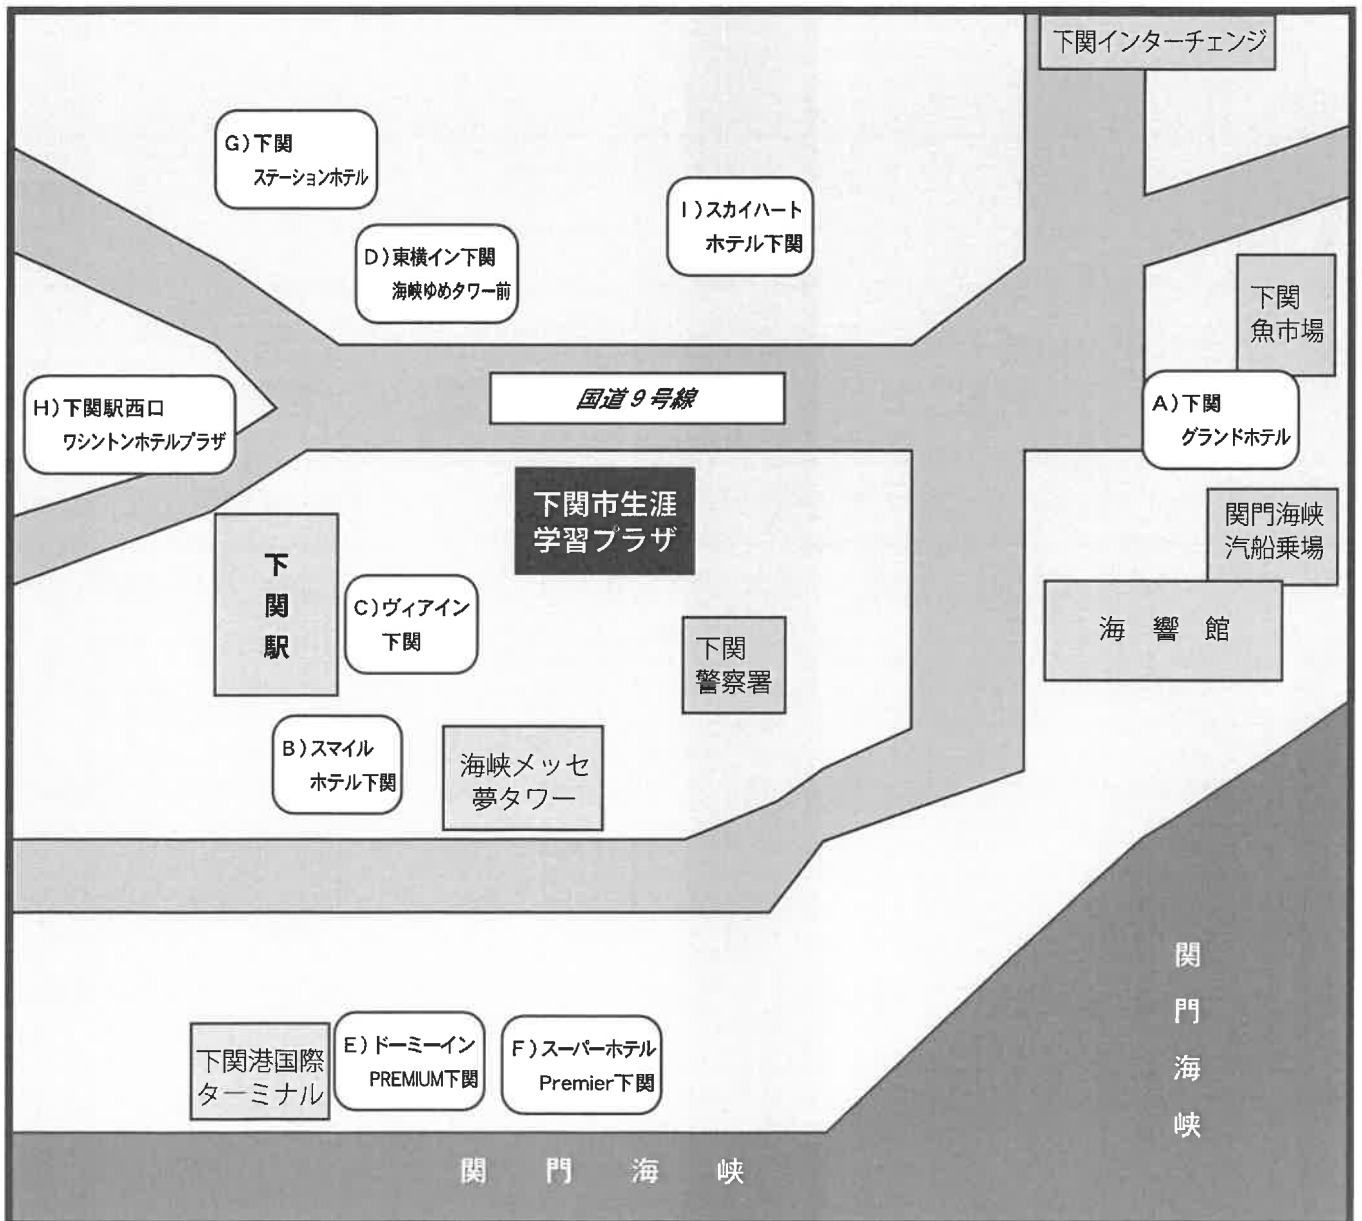 下関インターチェンジ
G)下関
ステーションホテル
I)スカイハート
ホテル下関
D)東横イン下関
海峡ゆめタワー前
下関
魚市場
H)下関駅西口
ワシントンホテルプラザ
国道9号線
A)下関
グランドホテル
下関市生涯
学習プラザ
関門海峡
汽船乗場
下関駅
C)ヴィアイン
下関
海響館
下関
警察署
B)スマイル
ホテル下関
海峡メッセ
夢タワー
関門海峡
下関港国際
ターミナル
E)ドーミーイン
PREMIUM下関
F)スーパーホテル
Premier下関
関門海峡